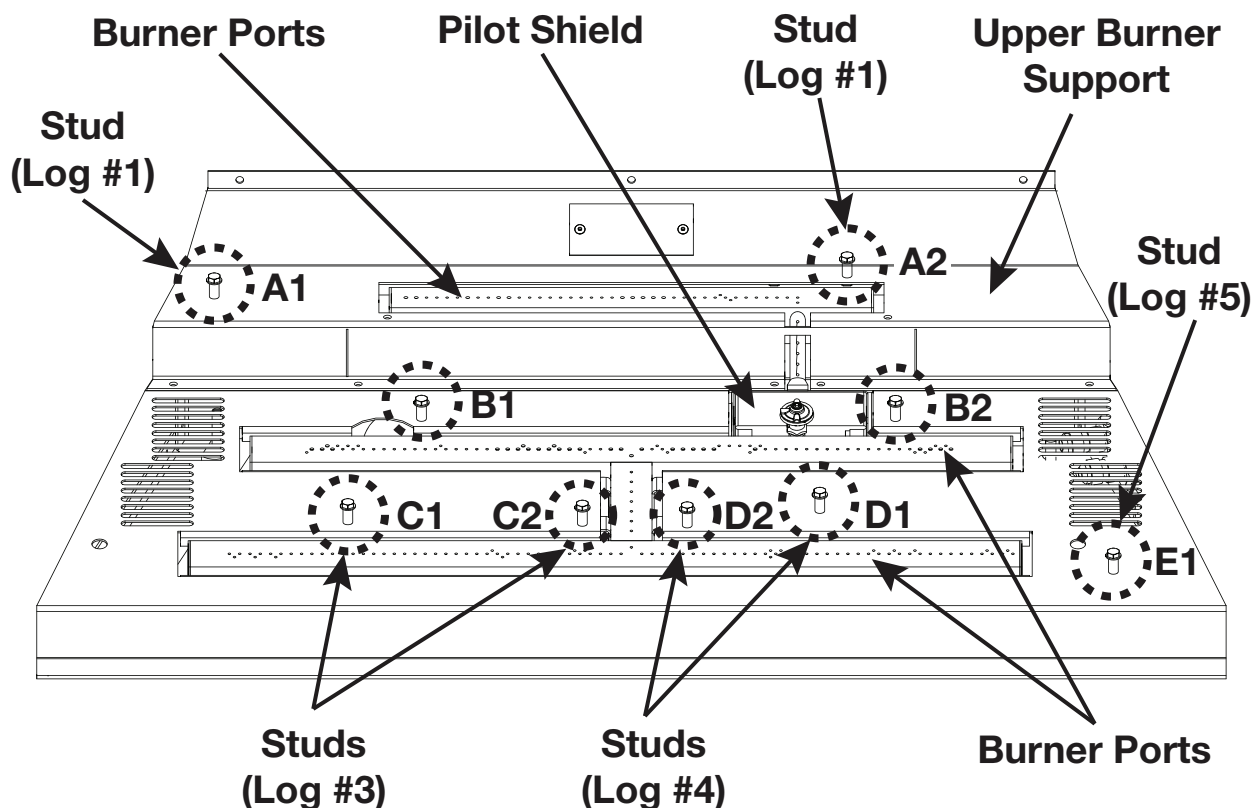 Burner Ports
Pilot Shield
Stud
(Log #1)
Upper Burner
Support
Stud
(Log #1)
Stud
(Log #5)
A1
A2
B1
B2
C1
C2
D2
D1
E1
Studs
(Log #3)
Studs
(Log #4)
Burner Ports